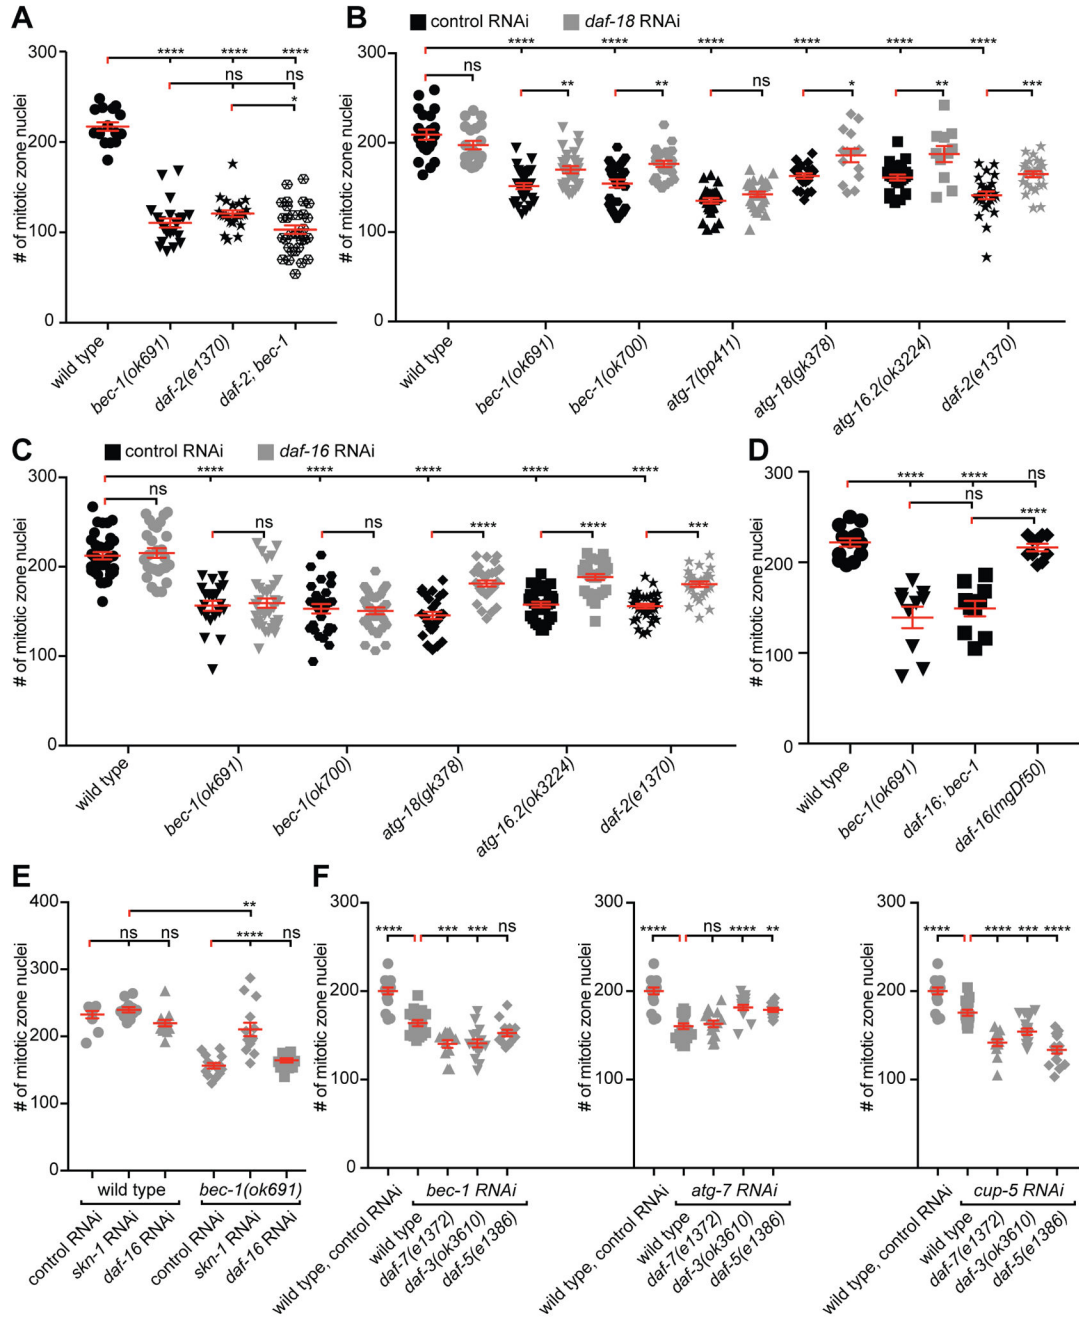 A
# of mitotic zone nuclei
300
200
100
0
**** **** ****
ns ns
*
wild type
bec-1(ok691)
daf-2(e1370)
daf-2; bec-1
B
control RNAi daf-18 RNAi
# of mitotic zone nuclei
400
300
200
100
0
**** **** **** **** **** ****
ns ** ** ns * ** ***
wild type
bec-1(ok691)
bec-1(ok700)
atg-7(bp411)
atg-18(gk378)
atg-16.2(ok3224)
daf-2(e1370)
C
control RNAi daf-16 RNAi
# of mitotic zone nuclei
300
200
100
0
**** **** **** **** ****
ns ns ns **** **** ***
wild type
bec-1(ok691)
bec-1(ok700)
atg-18(gk378)
atg-16.2(ok3224)
daf-2(e1370)
D
# of mitotic zone nuclei
300
200
100
0
**** **** ns
ns
****
wild type
bec-1(ok691)
daf-16; bec-1
daf-16(mgDf50)
E
# of mitotic zone nuclei
400
300
200
100
0
**
ns ns **** ns
control RNAi
skn-1 RNAi
daf-16 RNAi
wild type
control RNAi
skn-1 RNAi
daf-16 RNAi
bec-1(ok691)
F
# of mitotic zone nuclei
300
200
100
0
**** *** *** ns
wild type, control RNAi
wild type
daf-7(e1372)
daf-3(ok3610)
daf-5(e1386)
bec-1 RNAi
# of mitotic zone nuclei
300
200
100
0
**** ns **** **
wild type, control RNAi
wild type
daf-7(e1372)
daf-3(ok3610)
daf-5(e1386)
atg-7 RNAi
# of mitotic zone nuclei
300
200
100
0
**** **** *** ****
wild type, control RNAi
wild type
daf-7(e1372)
daf-3(ok3610)
daf-5(e1386)
cup-5 RNAi